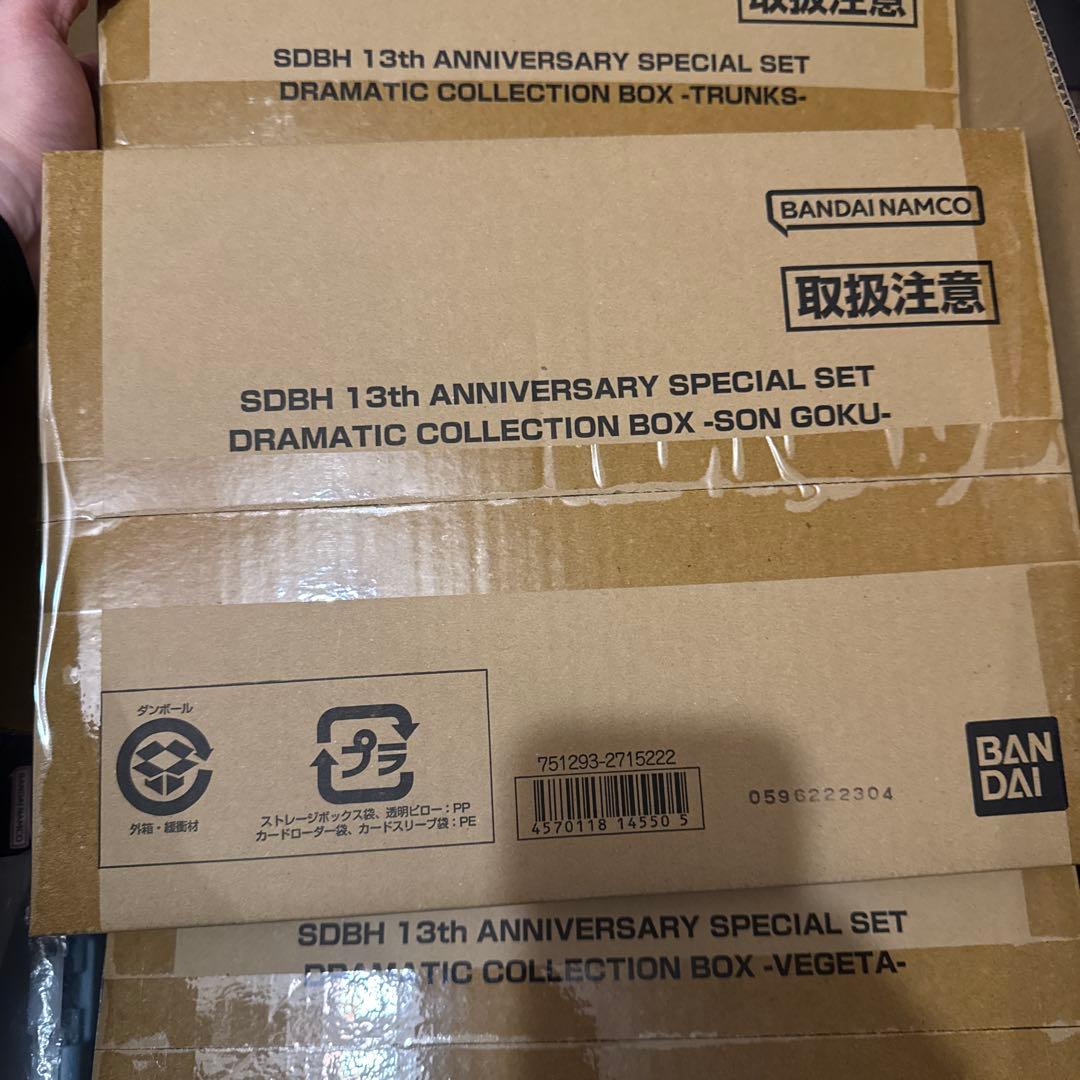 取扱注意
SDBH 13th ANNIVERSARY SPECIAL SET
DRAMATIC COLLECTION BOX -TRUNKS-
BANDAI NAMCO
取扱注意
SDBH 13th ANNIVERSARY SPECIAL SET
DRAMATIC COLLECTION BOX -SON GOKU-
ダンボール
外箱・緩衝材
プラ
ストレージボックス袋、透明ピロー：PP
カードローダー袋、カードスリーブ袋：PE
751293-2715222
4570118 14550 5
0596222304
BAN
DAI
BANDAI NAMCO
SDBH 13th ANNIVERSARY SPECIAL SET
DRAMATIC COLLECTION BOX -VEGETA-